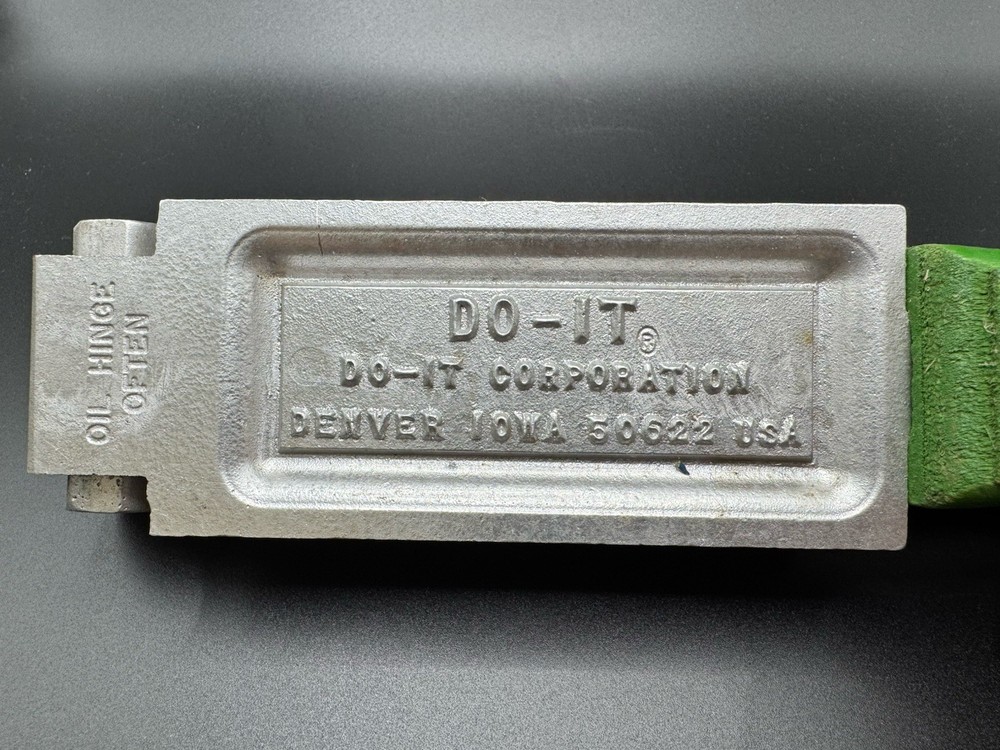 OIL HINGE
OFTEN
DO-IT®
DO-IT CORPORATION
DENVER IOWA 50622 USA